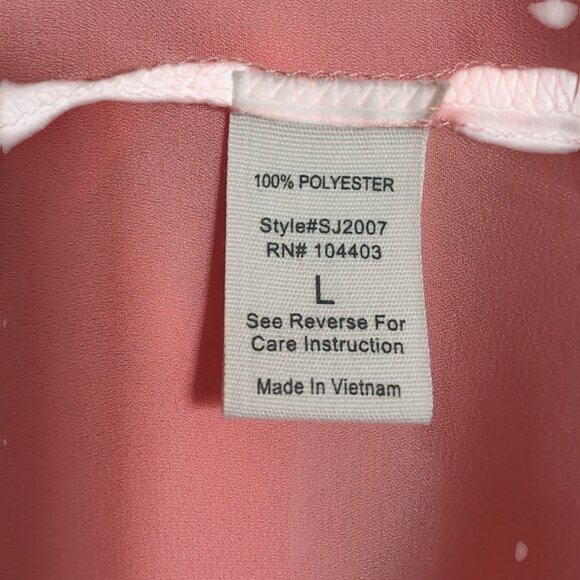 100% POLYESTER
Style#SJ2007
RN# 104403
L
See Reverse For
Care Instruction
Made In Vietnam